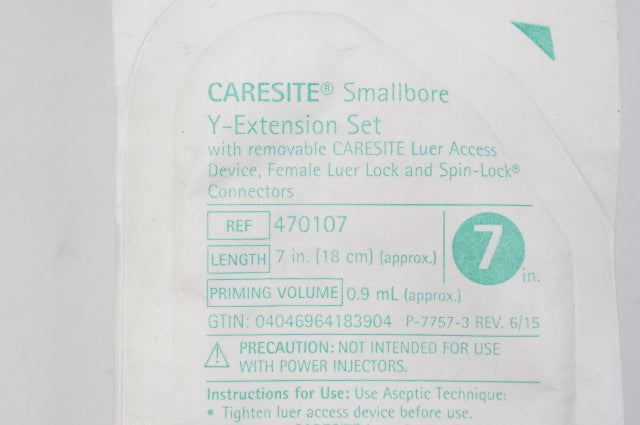 CARESITE® Smallbore
Y-Extension Set
with removable CARESITE Luer Access
Device, Female Luer Lock and Spin-Lock®
Connectors
REF 470107
LENGTH 7 in. (18 cm) (approx.)
7 in.
PRIMING VOLUME 0.9 mL (approx.)
GTIN: 04046964183904 P-7757-3 REV. 6/15
PRECAUTION: NOT INTENDED FOR USE
WITH POWER INJECTORS.
Instructions for Use: Use Aseptic Technique:
• Tighten luer access device before use.